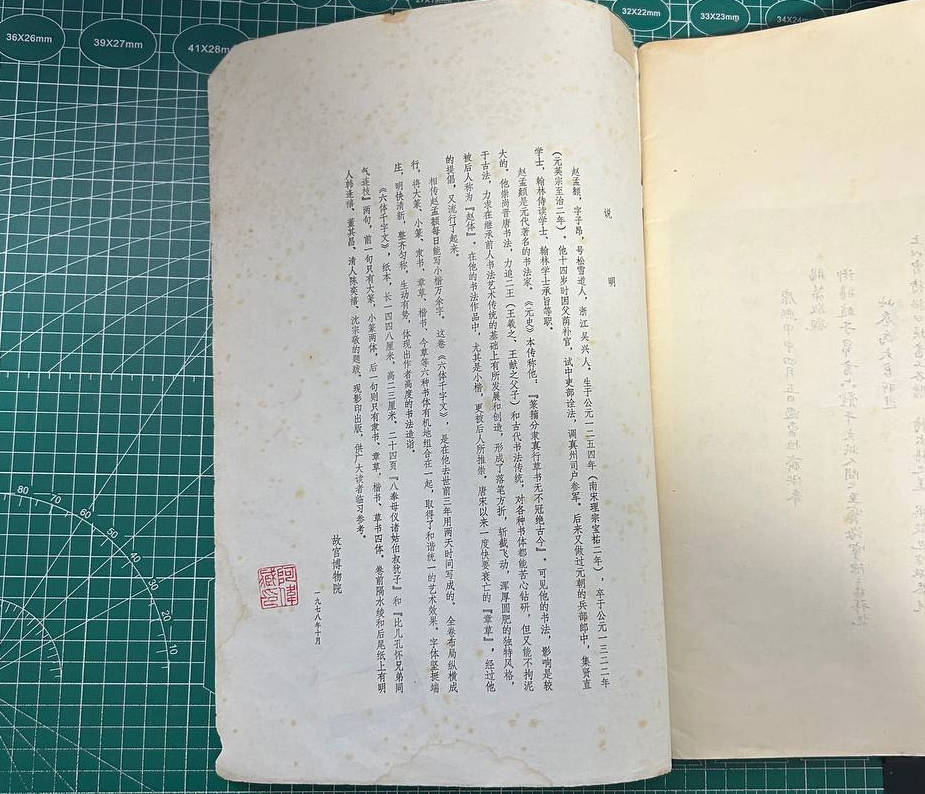 说明
赵孟頫，字子昂，号松雪道人，浙江吴兴人。生于公元一二五四年（南宋理宗宝祐二年），卒于公元一三二二年
（元英宗至治二年）。他十四岁时因父荫补官，试中吏部诠法，调真州司户参军。后来又做过元朝的兵部郎中，集贤直
学士，翰林侍读学士，翰林学士承旨等职。
赵孟頫是元代著名的书法家。《元史》本传称他：『篆籀分隶真行草书无不冠绝古今』。可见他的书法，影响是较
大的。他崇尚晋唐书法，力追二王（王羲之、王献之父子）和古代书法传统，对各种书体都能苦心钻研，但又能不拘泥
于古法，力求在继承前人书法艺术传统的基础上有所发展和创造，形成了落笔方折，斩截飞动，浑厚圆肥的独特风格，
被后人称为『赵体』。在他的书法作品中，尤其是小楷，更被后人所推崇。唐宋以来一度快要衰亡的『章草』，经过他
的提倡，又流行了起来。
相传赵孟頫每日能写小楷万余字。这卷《六体千字文》，是在他去世前三年用两天时间写成的。全卷布局纵横成
行，将大篆、小篆、隶书、章草、楷书、今草等六种书体有机地组合在一起，取得了和谐统一的艺术效果。字体坚挺端
庄，明快清新，整齐匀称，生动有势，体现出作者高度的书法造诣。
《六体千字文》，纸本，长一四四八厘米，高二三厘米，二十四页『八奉母仪诸姑伯叔犹子』和『比儿孔怀兄弟同
气连枝』两句，前一句只有大篆、小篆两体，后一句则只有隶书、章草，楷书、草书四体。卷前隔水绫和后尾纸上有明
人韩逢禧、董其昌、清人陈奕禧、沈宗敬的题跋。现影印出版，供广大读者临习参考。
故宫博物院
一九七八年十月
阿伟藏书
36X26mm
39X27mm
41X28m
32X22mm
33X23mm
34X24
80
70
60
50
40
30
20
10